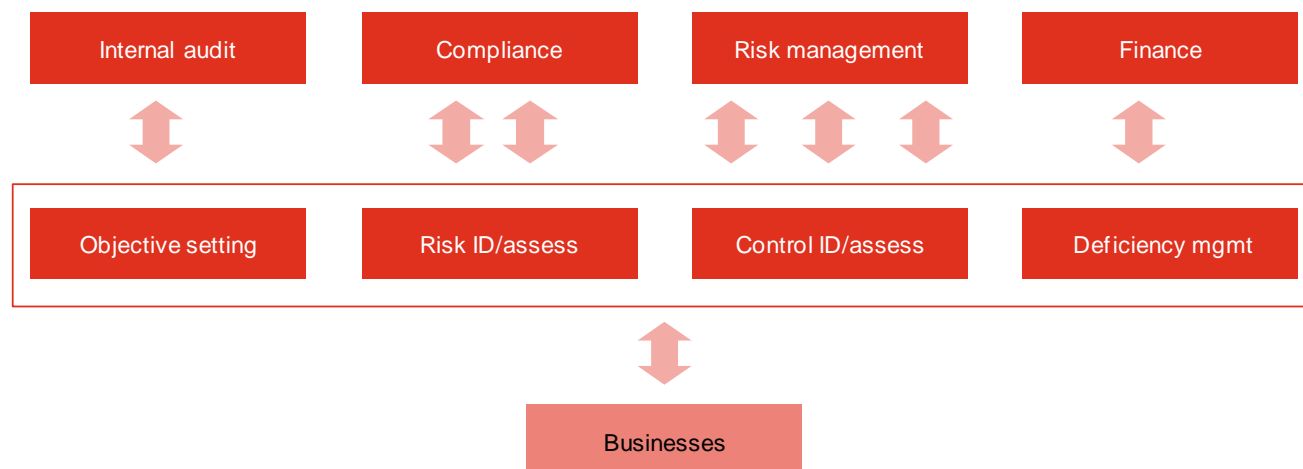 Internal audit
Compliance
Risk management
Finance
Objective setting
Risk ID/assess
Control ID/assess
Deficiency mgmt
Businesses